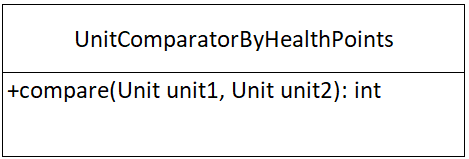 UnitComparatorByHealthPoints
+compare(Unit unit1, Unit unit2): int